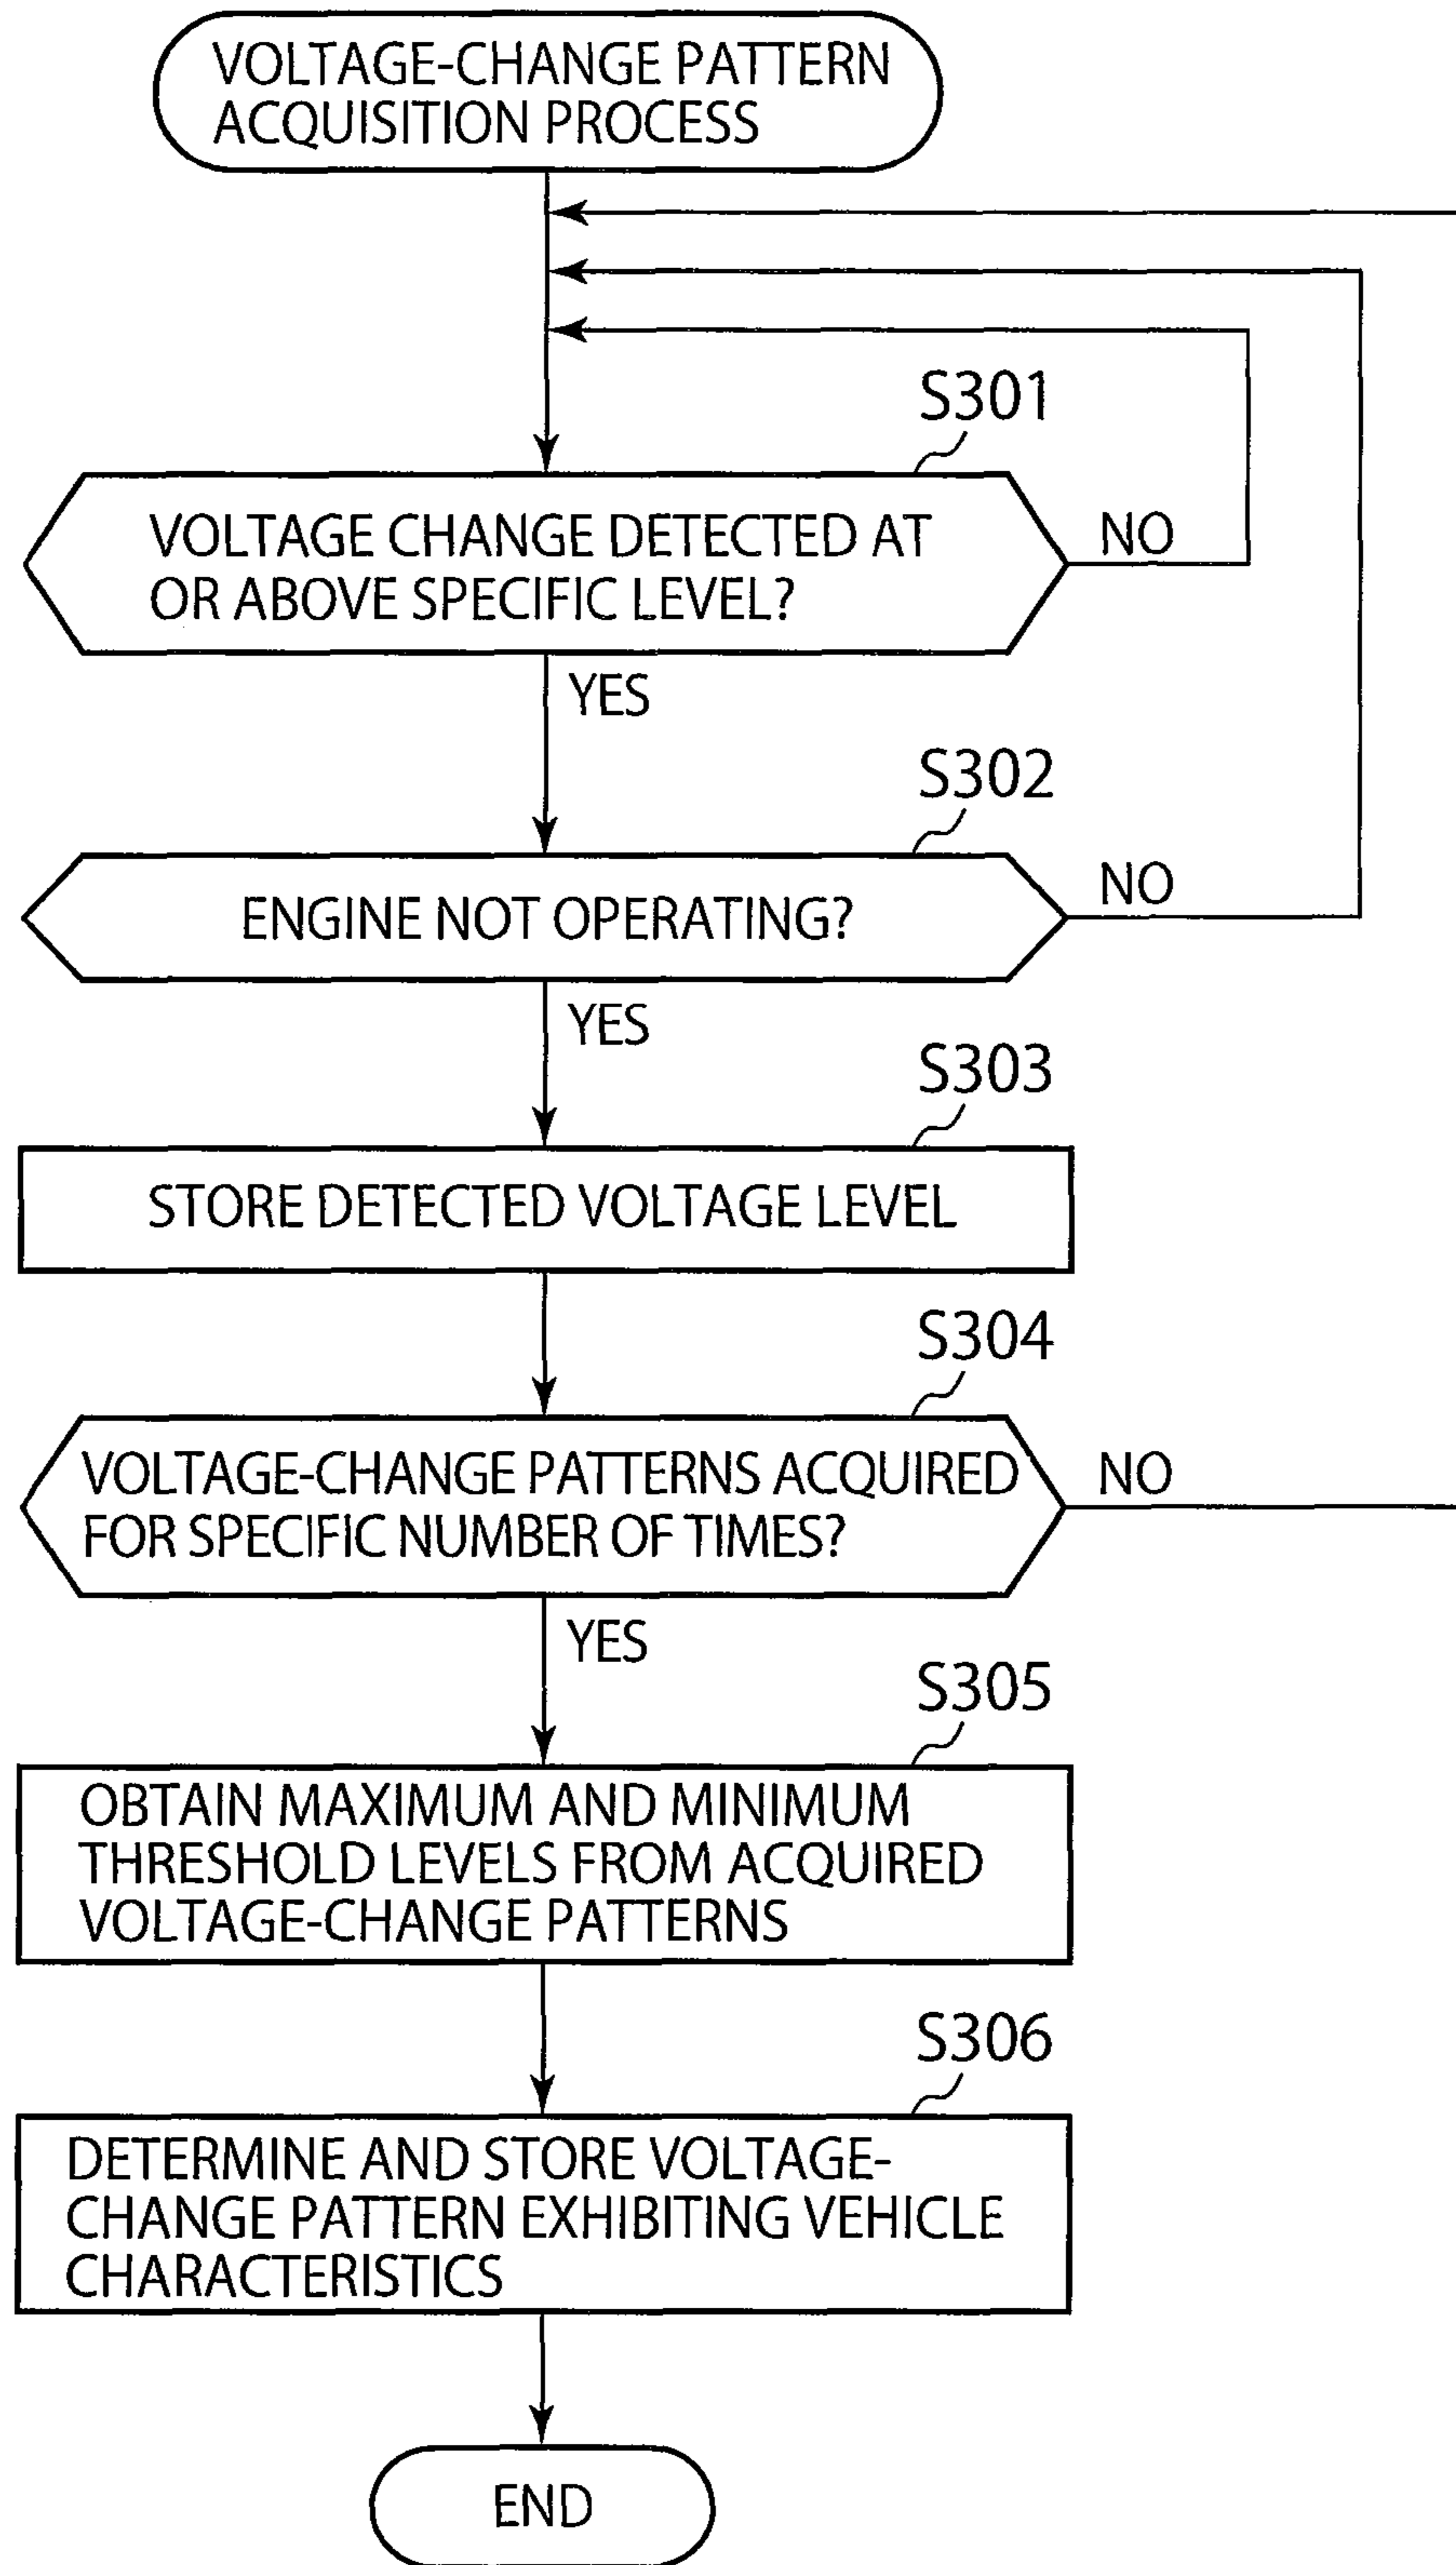 VOLTAGE-CHANGE PATTERN
ACQUISITION PROCESS
S301
VOLTAGE CHANGE DETECTED AT
OR ABOVE SPECIFIC LEVEL?
NO
YES
S302
ENGINE NOT OPERATING?
NO
YES
S303
STORE DETECTED VOLTAGE LEVEL
S304
VOLTAGE-CHANGE PATTERNS ACQUIRED
FOR SPECIFIC NUMBER OF TIMES?
NO
YES
S305
OBTAIN MAXIMUM AND MINIMUM
THRESHOLD LEVELS FROM ACQUIRED
VOLTAGE-CHANGE PATTERNS
S306
DETERMINE AND STORE VOLTAGE-
CHANGE PATTERN EXHIBITING VEHICLE
CHARACTERISTICS
END